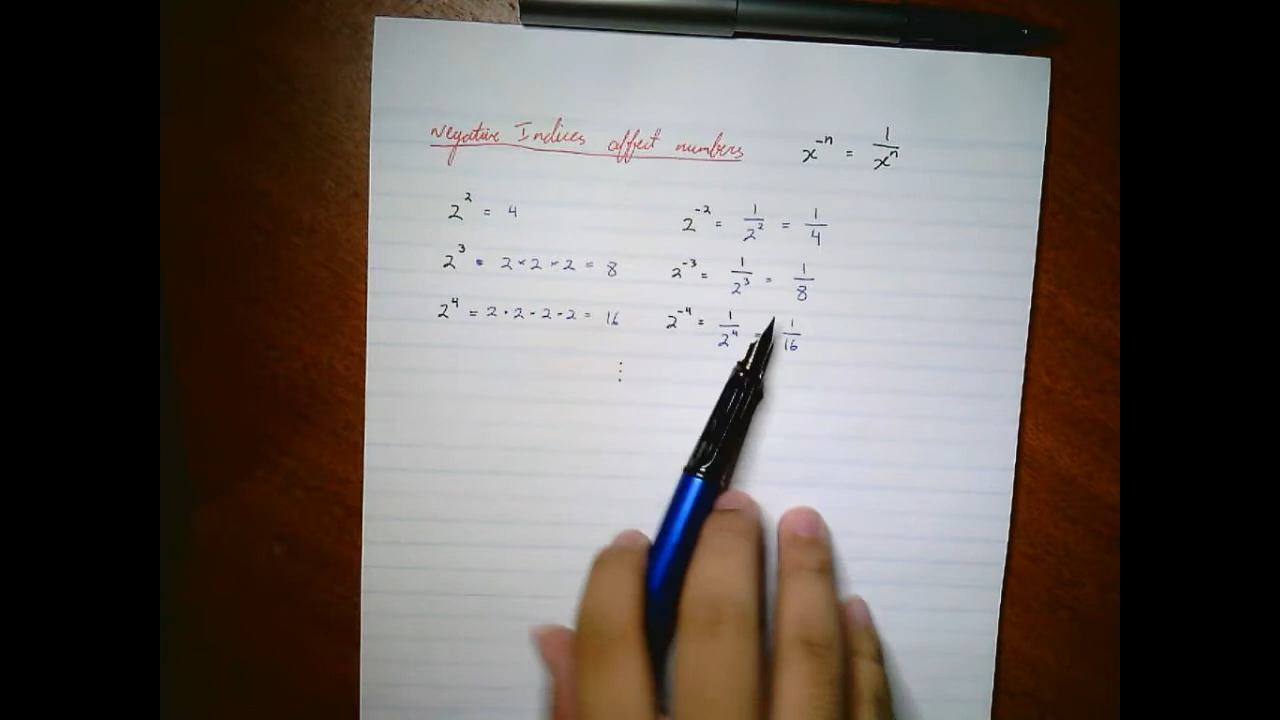 Negative Indices affect numbers x⁻ⁿ = 1/xⁿ
2² = 4 2⁻² = 1/2² = 1/4
2³ = 2 × 2 × 2 = 8 2⁻³ = 1/2³ = 1/8
2⁴ = 2 · 2 · 2 · 2 = 16 2⁻⁴ = 1/2⁴ = 1/16
⋮